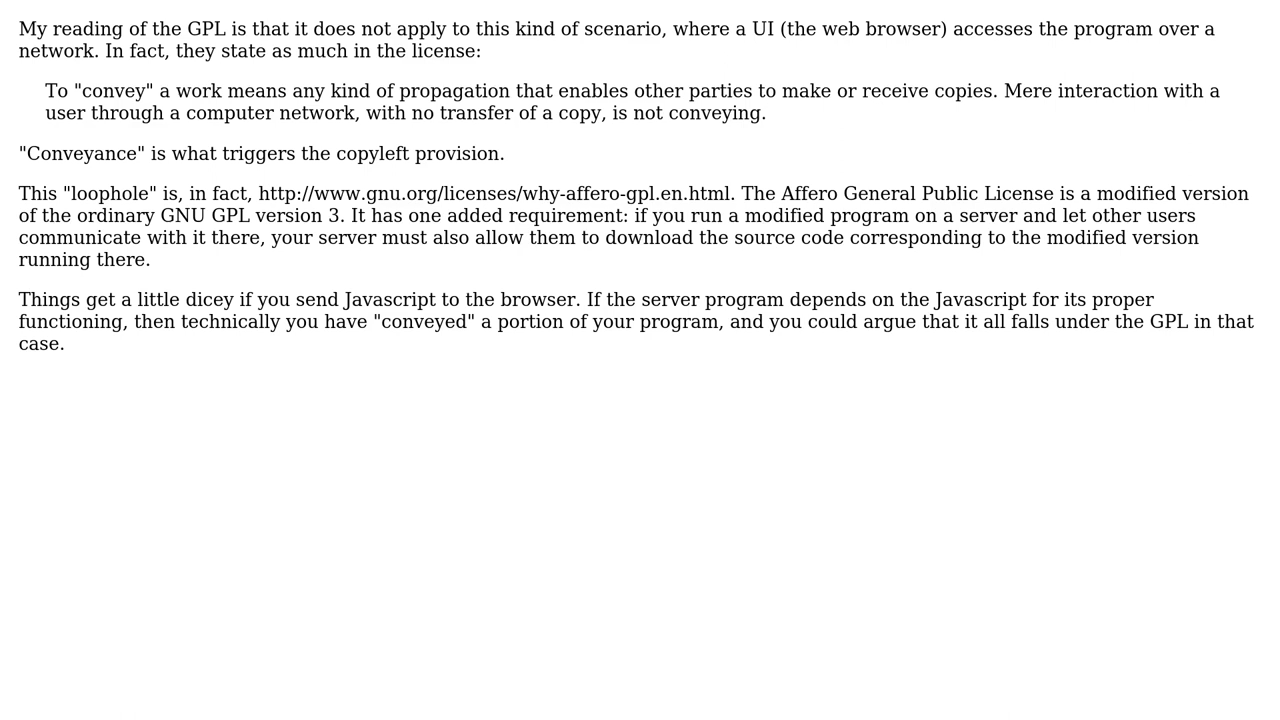 My reading of the GPL is that it does not apply to this kind of scenario, where a UI (the web browser) accesses the program over a
network. In fact, they state as much in the license:
To "convey" a work means any kind of propagation that enables other parties to make or receive copies. Mere interaction with a
user through a computer network, with no transfer of a copy, is not conveying.
"Conveyance" is what triggers the copyleft provision.
This "loophole" is, in fact, http://www.gnu.org/licenses/why-affero-gpl.en.html. The Affero General Public License is a modified version
of the ordinary GNU GPL version 3. It has one added requirement: if you run a modified program on a server and let other users
communicate with it there, your server must also allow them to download the source code corresponding to the modified version
running there.
Things get a little dicey if you send Javascript to the browser. If the server program depends on the Javascript for its proper
functioning, then technically you have "conveyed" a portion of your program, and you could argue that it all falls under the GPL in that
case.